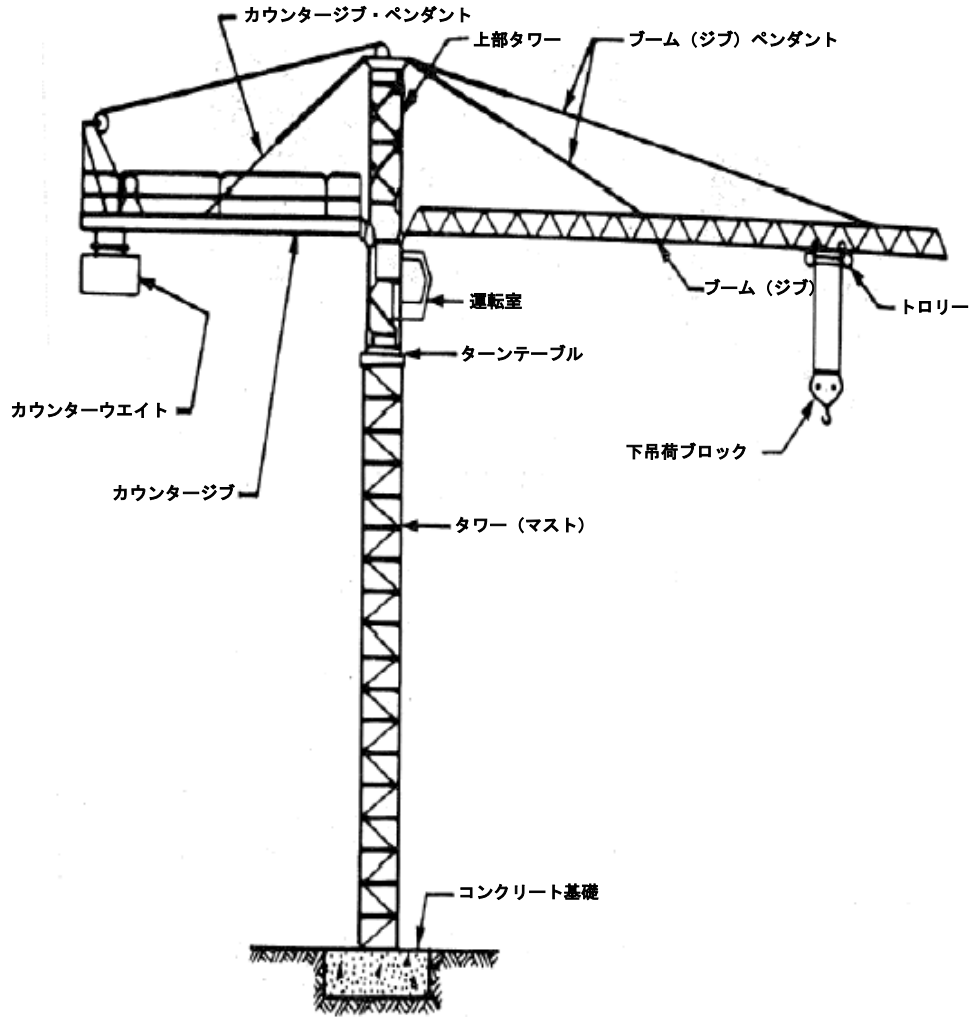 カウンタージブ・ペンダント
上部タワー
ブーム（ジブ）ペンダント
ブーム（ジブ）
運転室
トロリー
ターンテーブル
カウンターウエイト
下吊荷ブロック
カウンタージブ
タワー（マスト）
コンクリート基礎